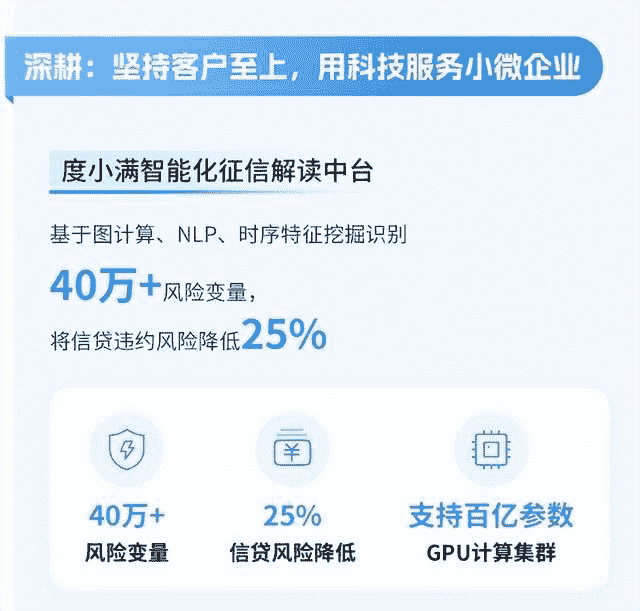 深耕：坚持客户至上，用科技服务小微企业
度小满智能化征信解读中台
基于图计算、NLP、时序特征挖掘识别
40万+风险变量，
将信贷违约风险降低25%
40万+ 25% 支持百亿参数
风险变量 信贷风险降低 GPU计算集群